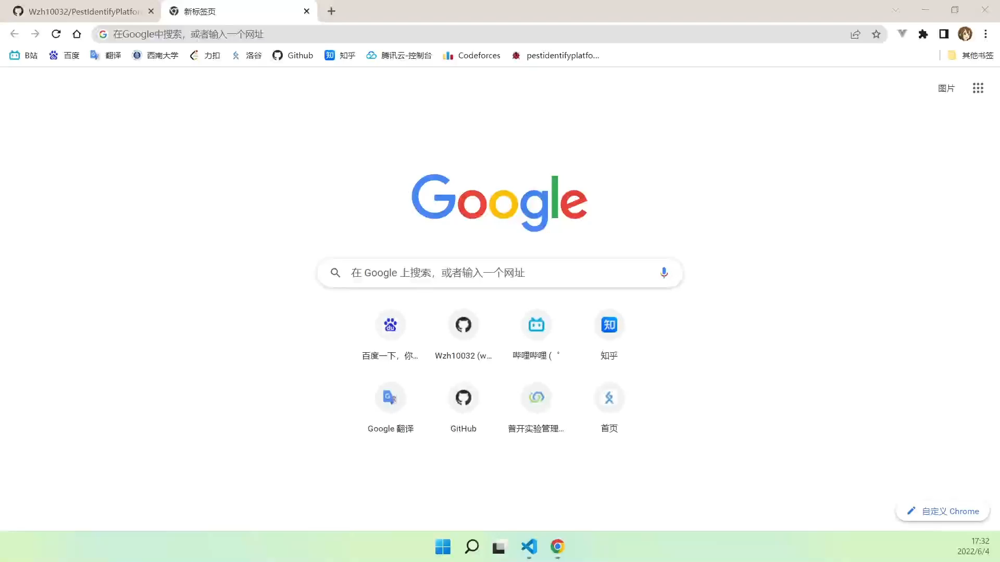 Wzh10032/PestIdentifyPlatfor
新标签页
在Google中搜索，或者输入一个网址
B站
百度
翻译
西南大学
力扣
洛谷
Github
知乎
腾讯云-控制台
Codeforces
pestidentifyplatfo...
其他书签
图片
Google
在 Google 上搜索，或者输入一个网址
百度一下，你...
Wzh10032 (w...
哔哩哔哩 ( ゜
知乎
Google 翻译
GitHub
普开实验管理...
首页
自定义 Chrome
17:32
2022/6/4